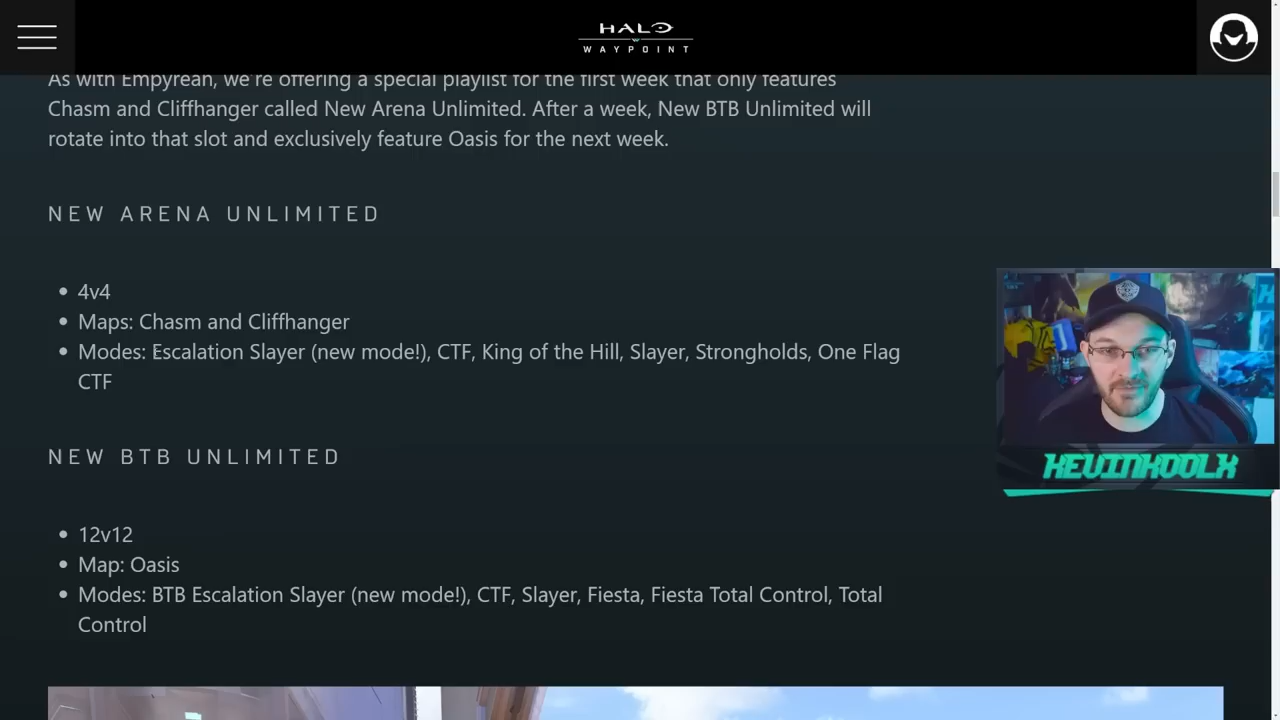 HALO
WAYPOINT
As with Empyrean, we're offering a special playlist for the first week that only features
Chasm and Cliffhanger called New Arena Unlimited. After a week, New BTB Unlimited will
rotate into that slot and exclusively feature Oasis for the next week.
NEW ARENA UNLIMITED
• 4v4
• Maps: Chasm and Cliffhanger
• Modes: Escalation Slayer (new mode!), CTF, King of the Hill, Slayer, Strongholds, One Flag
CTF
KEVINKOOLX
NEW BTB UNLIMITED
• 12v12
• Map: Oasis
• Modes: BTB Escalation Slayer (new mode!), CTF, Slayer, Fiesta, Fiesta Total Control, Total
Control